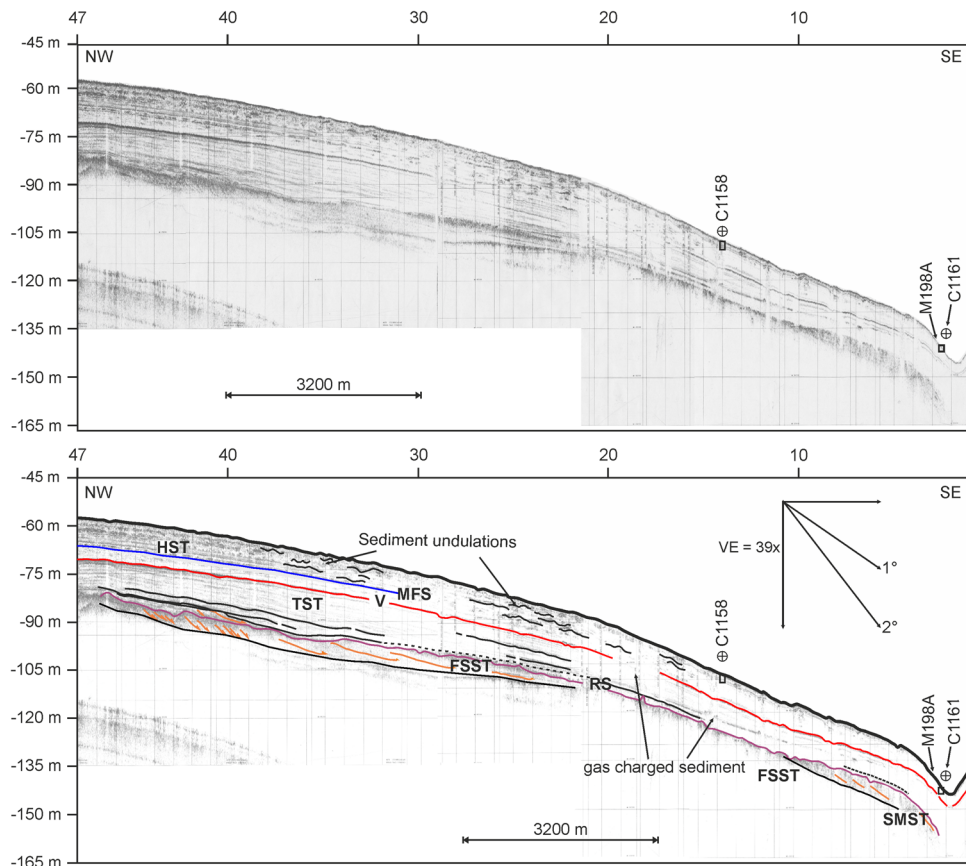 47 40 30 20 10
-45 m
NW SE
-60 m
-75 m
-90 m
C1158
-105 m
-120 m
M198A
C1161
-135 m
3200 m
-150 m
-165 m
47 40 30 20 10
-45 m
NW SE
-60 m
HST
Sediment undulations
VE = 39x
1°
-75 m
MFS
V
TST
2°
-90 m
C1158
FSST
-105 m
RS
-120 m
M198A
C1161
gas charged sediment
-135 m
FSST
-150 m
SMST
3200 m
-165 m